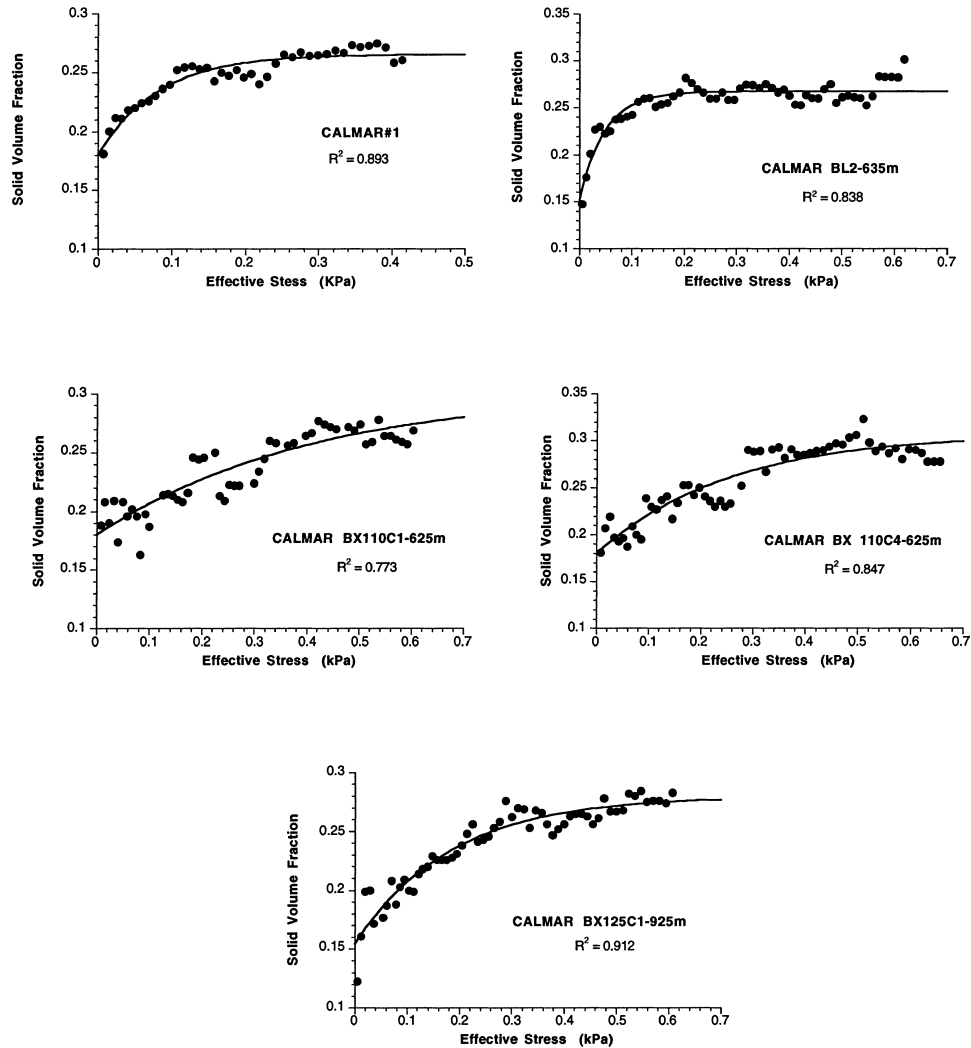 0.3
0.25
0.2
0.15
0.1
Solid Volume Fraction
CALMAR#1
R² = 0.893
0 0.1 0.2 0.3 0.4 0.5
Effective Stess (KPa)
0.35
0.3
0.25
0.2
0.15
0.1
Solid Volume Fraction
CALMAR BL2-635m
R² = 0.838
0 0.1 0.2 0.3 0.4 0.5 0.6 0.7
Effective Stress (kPa)
0.3
0.25
0.2
0.15
0.1
Solid Volume Fraction
CALMAR BX110C1-625m
R² = 0.773
0 0.1 0.2 0.3 0.4 0.5 0.6 0.7
Effective Stress (kPa)
0.35
0.3
0.25
0.2
0.15
0.1
Solid Volume Fraction
CALMAR BX 110C4-625m
R² = 0.847
0 0.1 0.2 0.3 0.4 0.5 0.6 0.7
Effective Stress (kPa)
0.3
0.25
0.2
0.15
0.1
Solid Volume Fraction
CALMAR BX125C1-925m
R² = 0.912
0 0.1 0.2 0.3 0.4 0.5 0.6 0.7
Effective Stress (kPa)